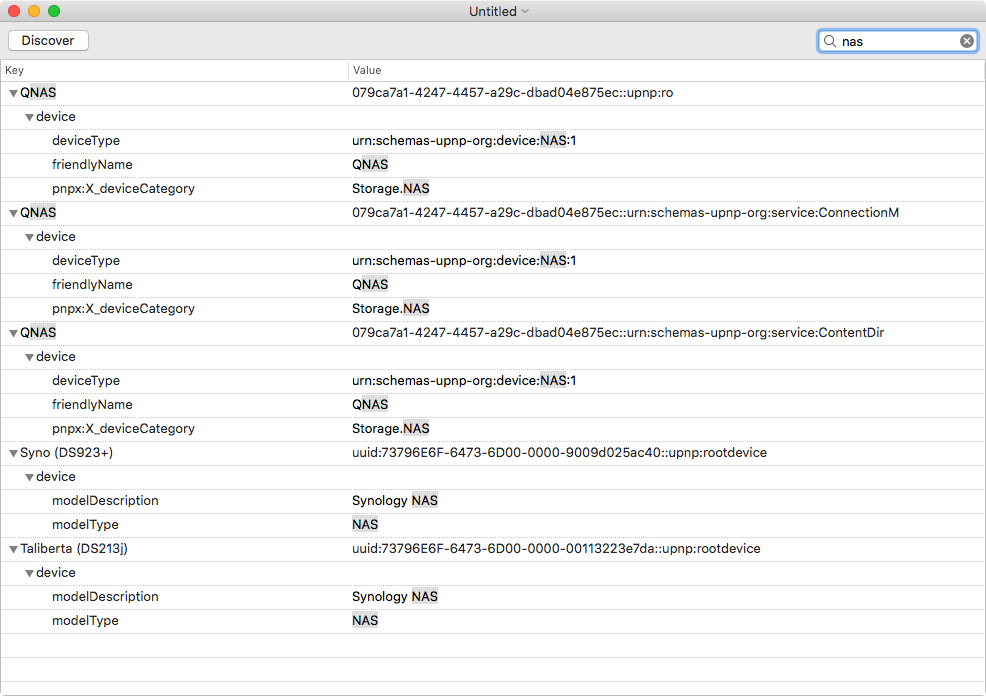 Untitled
Discover
nas
Key Value
QNAS 079ca7a1-4247-4457-a29c-dbad04e875ec::upnp:ro
device
deviceType urn:schemas-upnp-org:device:NAS:1
friendlyName QNAS
pnpx:X_deviceCategory Storage.NAS
QNAS 079ca7a1-4247-4457-a29c-dbad04e875ec::urn:schemas-upnp-org:service:ConnectionM
device
deviceType urn:schemas-upnp-org:device:NAS:1
friendlyName QNAS
pnpx:X_deviceCategory Storage.NAS
QNAS 079ca7a1-4247-4457-a29c-dbad04e875ec::urn:schemas-upnp-org:service:ContentDir
device
deviceType urn:schemas-upnp-org:device:NAS:1
friendlyName QNAS
pnpx:X_deviceCategory Storage.NAS
Syno (DS923+) uuid:73796E6F-6473-6D00-0000-9009d025ac40::upnp:rootdevice
device
modelDescription Synology NAS
modelType NAS
Taliberta (DS213j) uuid:73796E6F-6473-6D00-0000-00113223e7da::upnp:rootdevice
device
modelDescription Synology NAS
modelType NAS